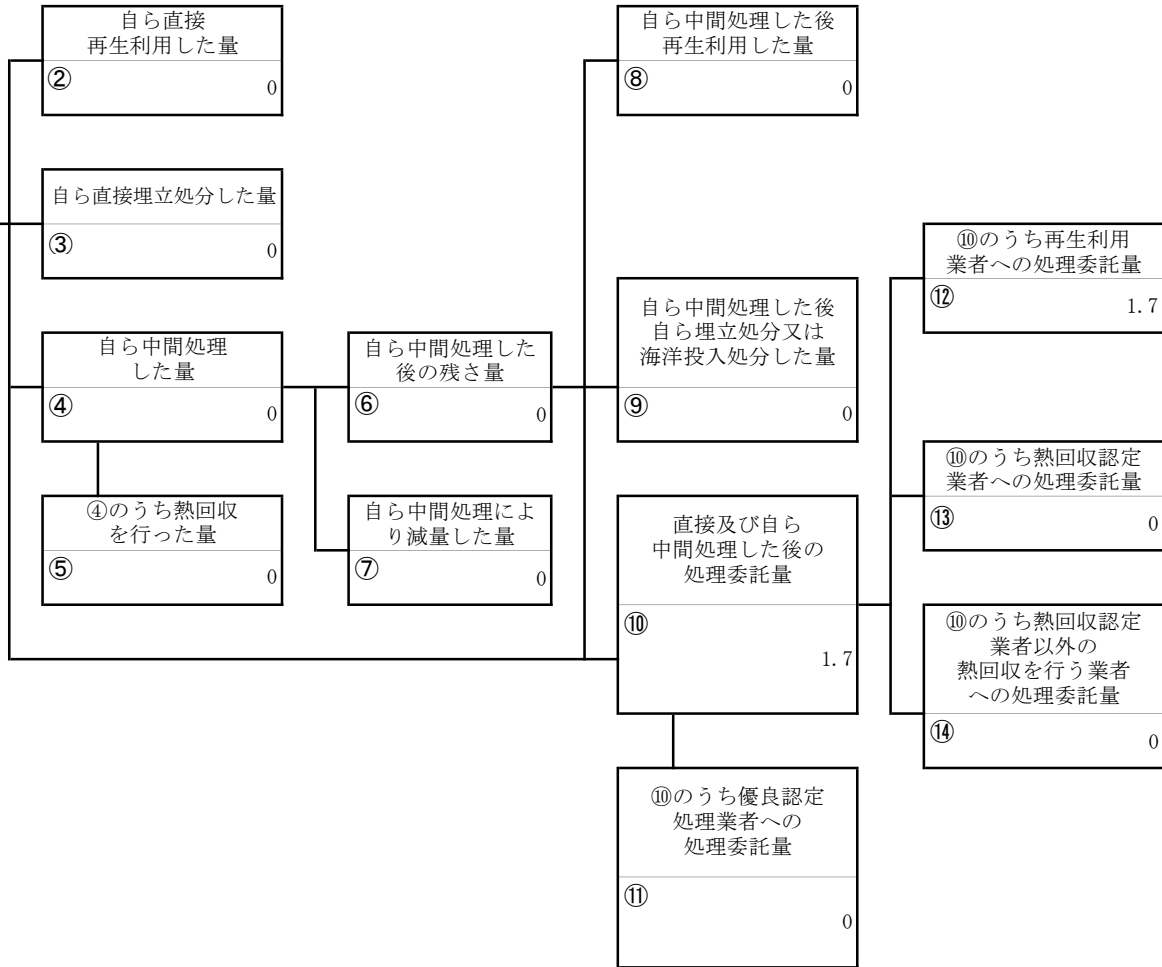 自ら直接
再生利用した量
②
0
自ら中間処理した後
再生利用した量
⑧
0
自ら直接埋立処分した量
③
0
⑩のうち再生利用
業者への処理委託量
⑫
1.7
自ら中間処理
した量
④
0
自ら中間処理した
後の残さ量
⑥
0
自ら中間処理した後
自ら埋立処分又は
海洋投入処分した量
⑨
0
⑩のうち熱回収認定
業者への処理委託量
⑬
0
④のうち熱回収
を行った量
⑤
0
自ら中間処理によ
り減量した量
⑦
0
直接及び自ら
中間処理した後の
処理委託量
⑩
1.7
⑩のうち熱回収認定
業者以外の
熱回収を行う業者
への処理委託量
⑭
0
⑩のうち優良認定
処理業者への
処理委託量
⑪
0